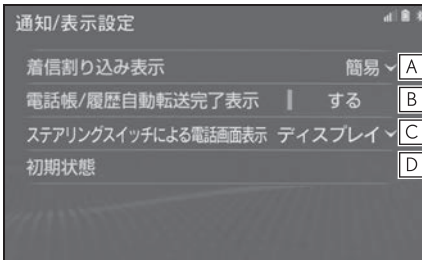 通知/表示設定
着信割り込み表示 簡易 A
電話帳/履歴自動転送完了表示 する B
ステアリングスイッチによる電話画面表示 ディスプレイ C
初期状態 D